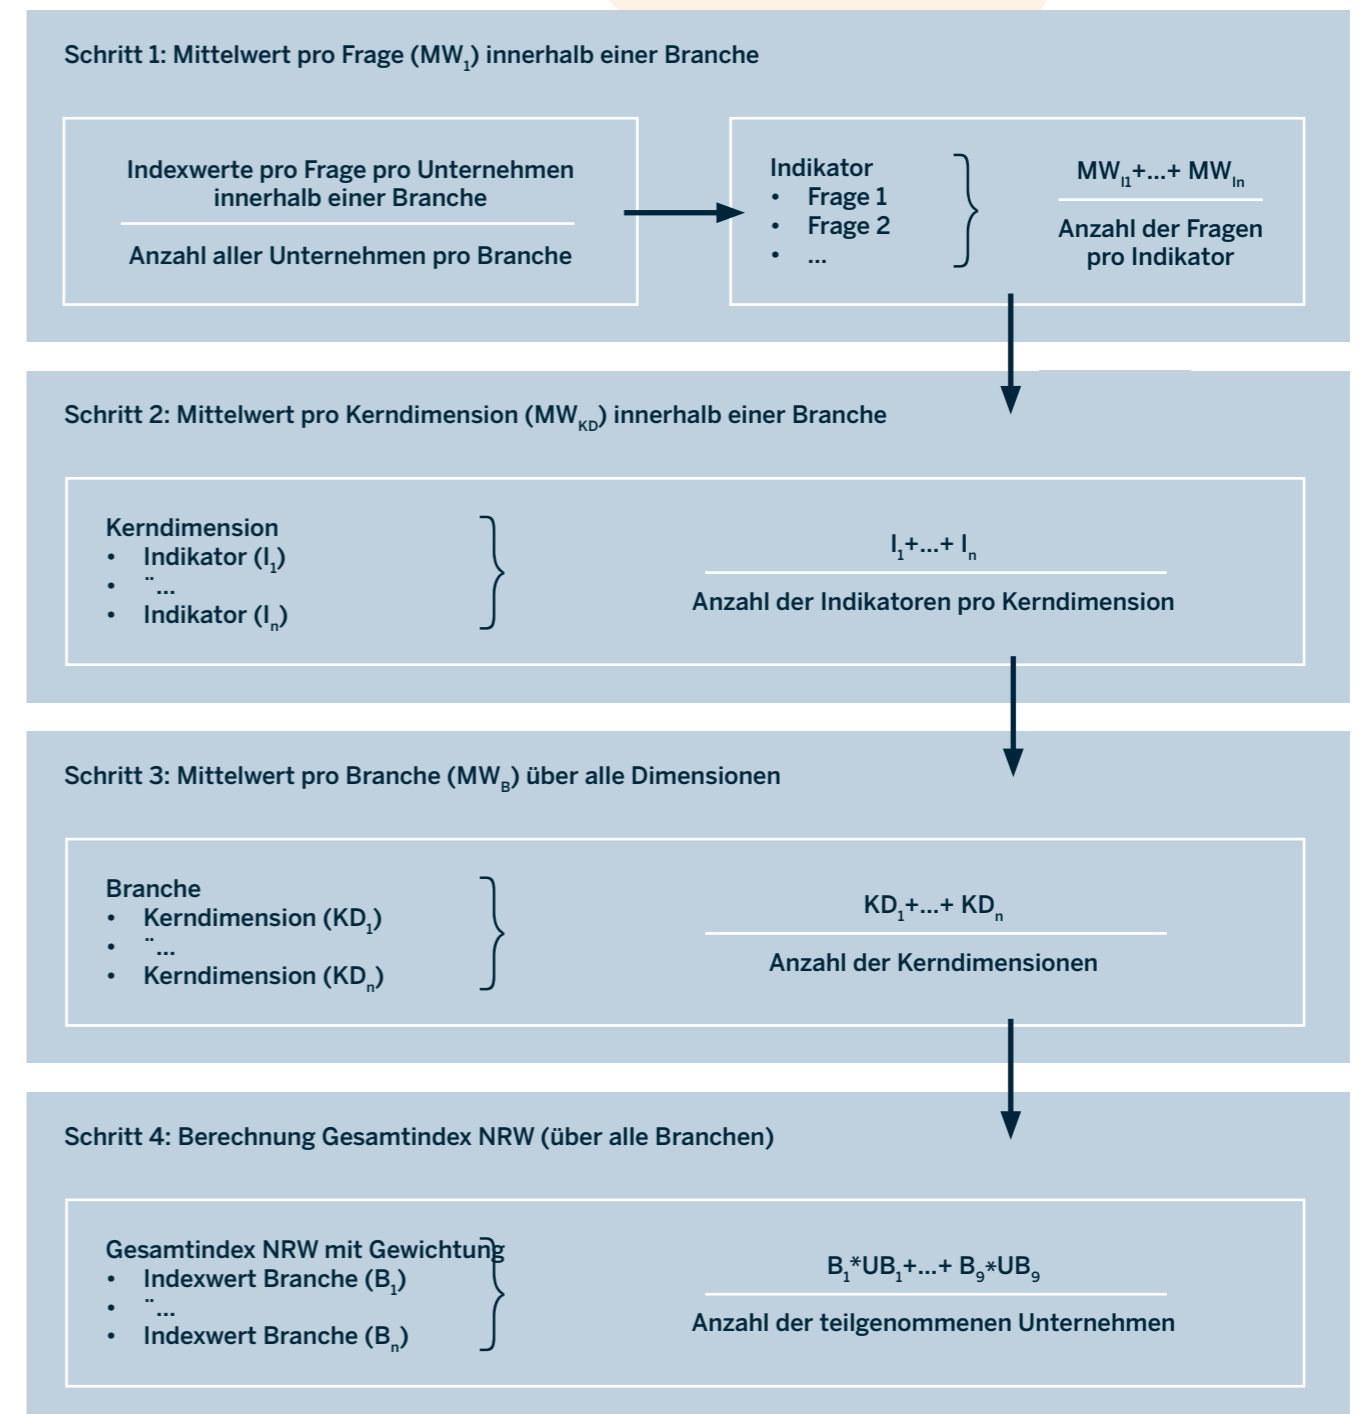 Schritt 1: Mittelwert pro Frage (MW₁) innerhalb einer Branche
Indexwerte pro Frage pro Unternehmen
innerhalb einer Branche
Anzahl aller Unternehmen pro Branche
Indikator
• Frage 1
• Frage 2
• ...
MW_I1+...+ MW_In
Anzahl der Fragen
pro Indikator
Schritt 2: Mittelwert pro Kerndimension (MW_KD) innerhalb einer Branche
Kerndimension
• Indikator (I₁)
• ¨...
• Indikator (Iₙ)
I₁+...+ Iₙ
Anzahl der Indikatoren pro Kerndimension
Schritt 3: Mittelwert pro Branche (MW_B) über alle Dimensionen
Branche
• Kerndimension (KD₁)
• ¨...
• Kerndimension (KDₙ)
KD₁+...+ KDₙ
Anzahl der Kerndimensionen
Schritt 4: Berechnung Gesamtindex NRW (über alle Branchen)
Gesamtindex NRW mit Gewichtung
• Indexwert Branche (B₁)
• ¨...
• Indexwert Branche (Bₙ)
B₁*UB₁+...+ B₉*UB₉
Anzahl der teilgenommenen Unternehmen